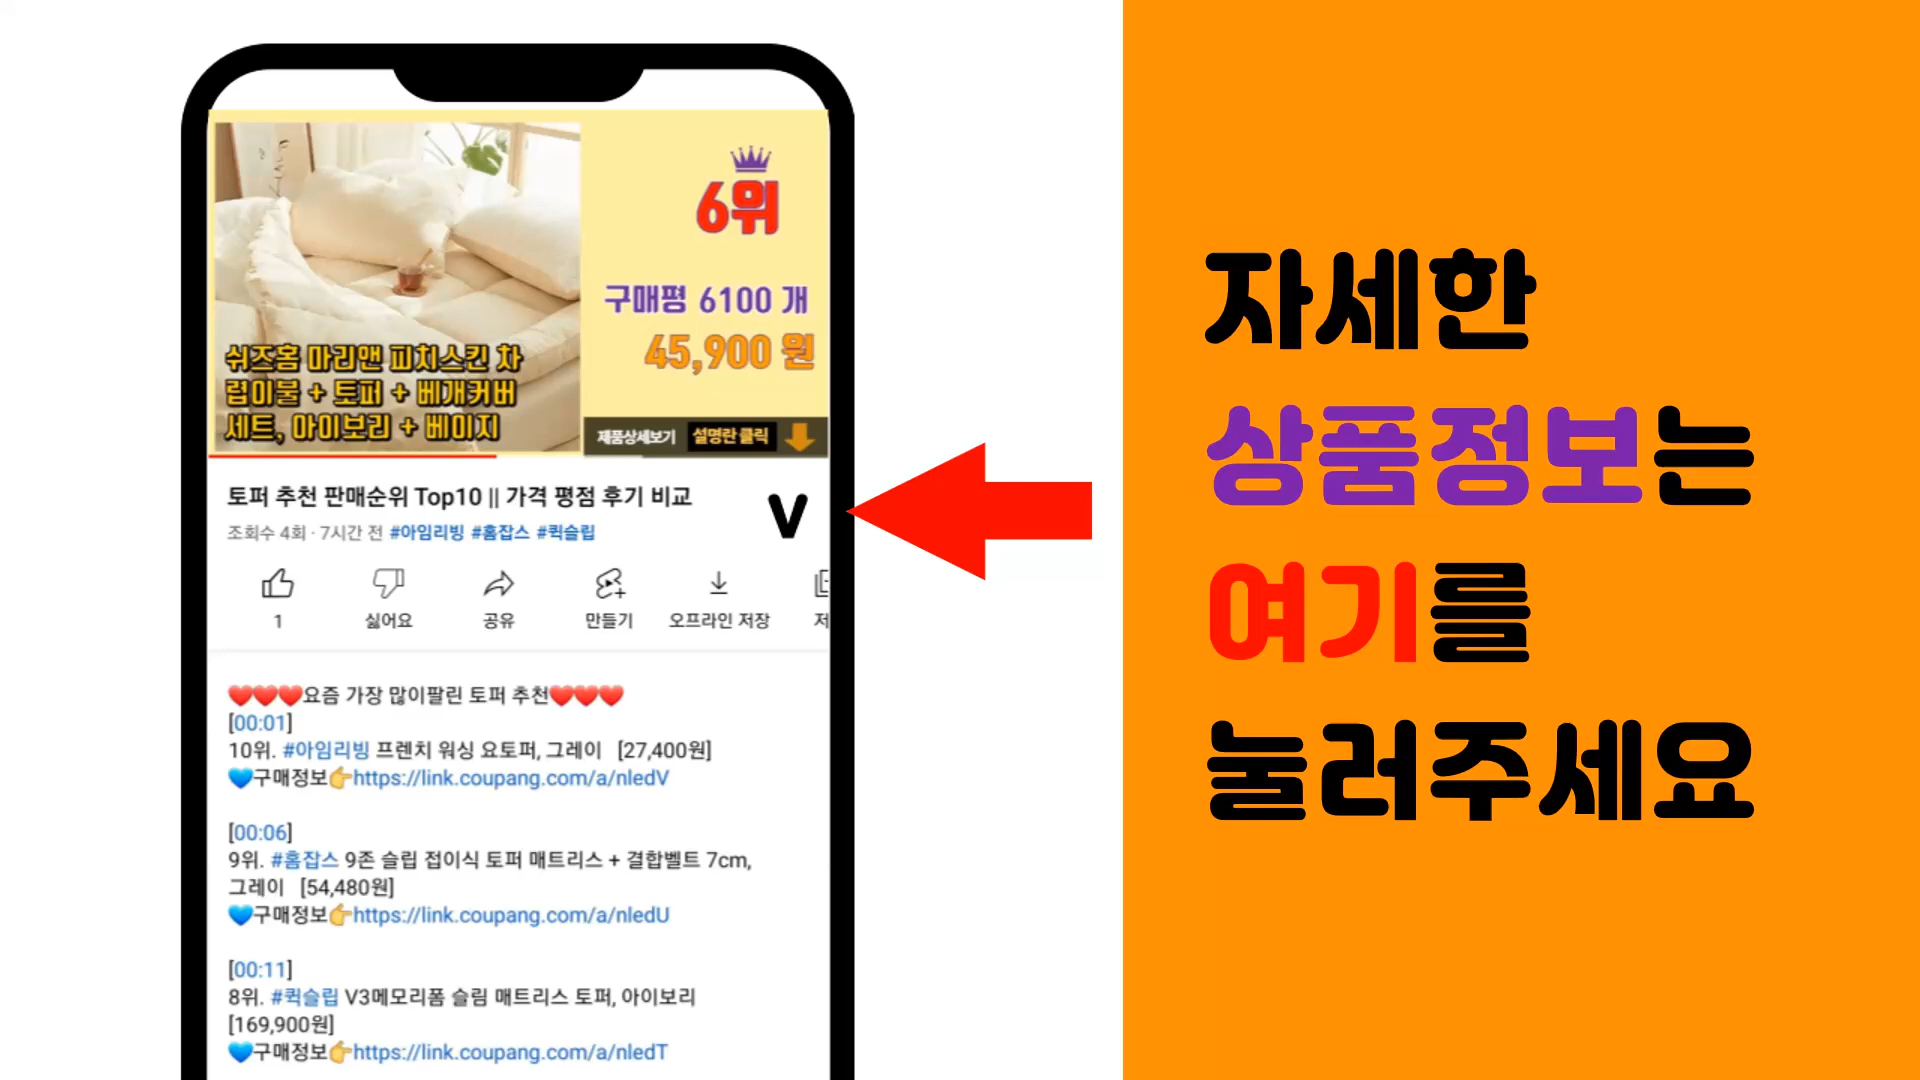 6위
구매평 6100 개
45,900 원
쉬즈홈 마리앤 피치스킨 차
렵이불 + 토퍼 + 베개커버
세트, 아이보리 + 베이지
제품상세보기 설명란 클릭
토퍼 추천 판매순위 Top10 || 가격 평점 후기 비교
V
조회수 4회 · 7시간 전 #아임리빙 #홈잡스 #퀵슬립
1 싫어요 공유 만들기 오프라인 저장 저
❤️❤️❤️요즘 가장 많이팔린 토퍼 추천❤️❤️❤️
[00:01]
10위. #아임리빙 프렌치 워싱 요토퍼, 그레이 [27,400원]
💙구매정보👉https://link.coupang.com/a/nledV
[00:06]
9위. #홈잡스 9존 슬립 접이식 토퍼 매트리스 + 결합벨트 7cm,
그레이 [54,480원]
💙구매정보👉https://link.coupang.com/a/nledU
[00:11]
8위. #퀵슬립 V3메모리폼 슬림 매트리스 토퍼, 아이보리
[169,900원]
💙구매정보👉https://link.coupang.com/a/nledT
자세한
상품정보는
여기를
눌러주세요